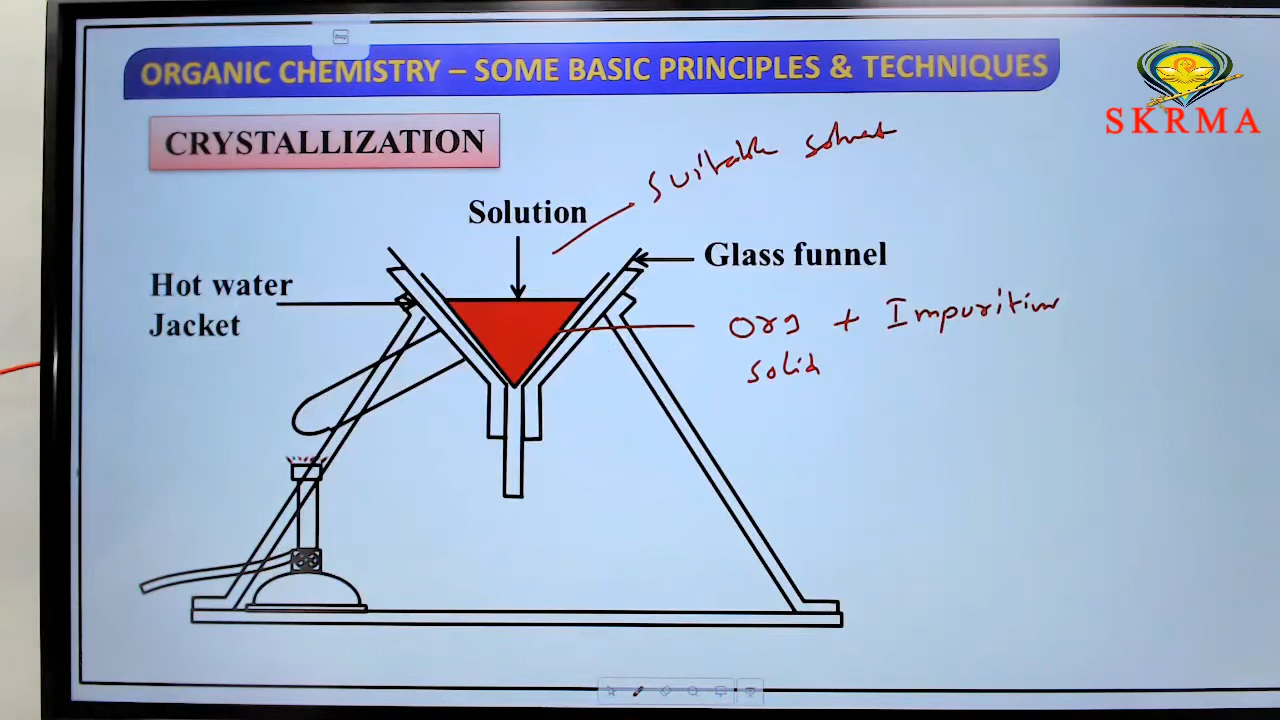 ORGANIC CHEMISTRY – SOME BASIC PRINCIPLES & TECHNIQUES
SKRMA
CRYSTALLIZATION
Suitable solvent
Solution
Glass funnel
Hot water
Jacket
Org + Impurities
solid